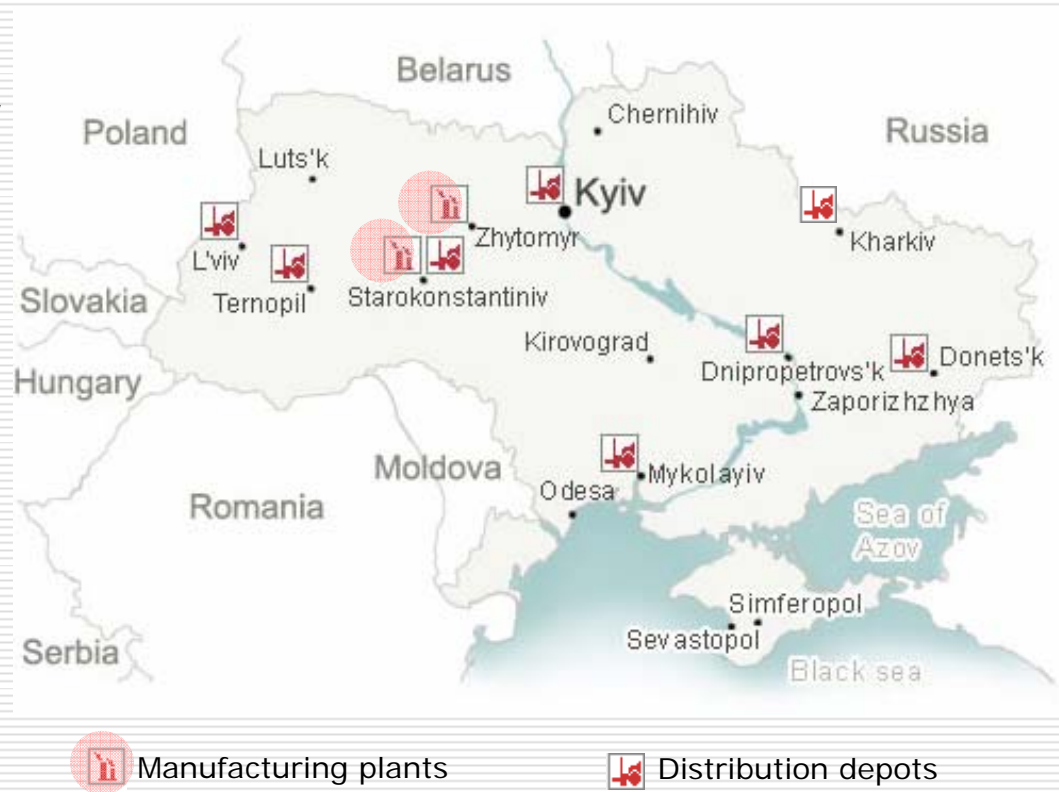 Belarus
Chernihiv
Poland
Russia
Luts'k
Kyiv
Zhytomyr
Kharkiv
L'viv
Ternopil
Starokonstantiniv
Slovakia
Kirovograd
Dnipropetrovs'k
Donets'k
Hungary
Zaporizhzhya
Moldova
Mykolayiv
Odesa
Romania
Sea of
Azov
Simferopol
Sevastopol
Serbia
Black sea
Manufacturing plants
Distribution depots